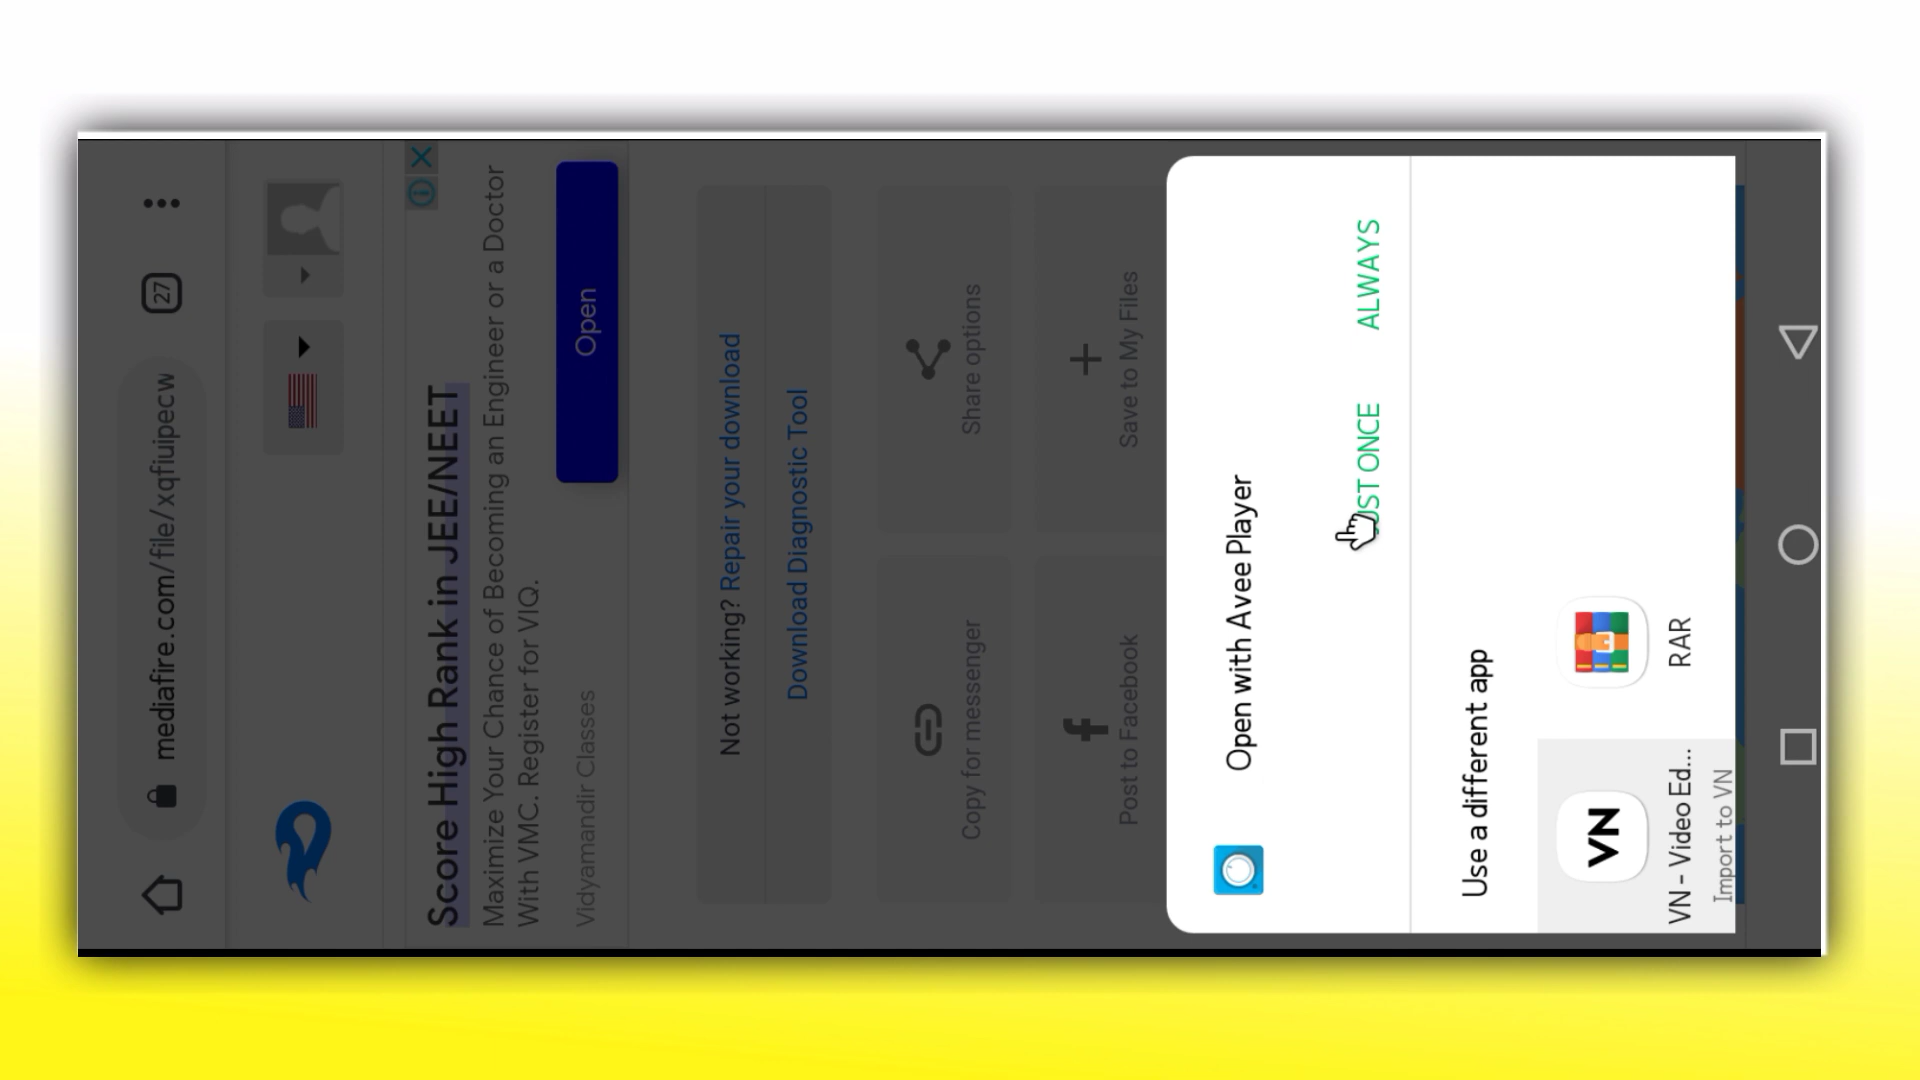 mediafire.com/file/xqfiuipecw
27
Score High Rank in JEE/NEET
Maximize Your Chance of Becoming an Engineer or a Doctor
With VMC. Register for VIQ.
Vidyamandir Classes
Open
Not working? Repair your download
Download Diagnostic Tool
Copy for messenger
Share options
Post to Facebook
Save to My Files
Open with Avee Player
JUST ONCE
ALWAYS
Use a different app
VN
VN - Video Ed...
Import to VN
RAR